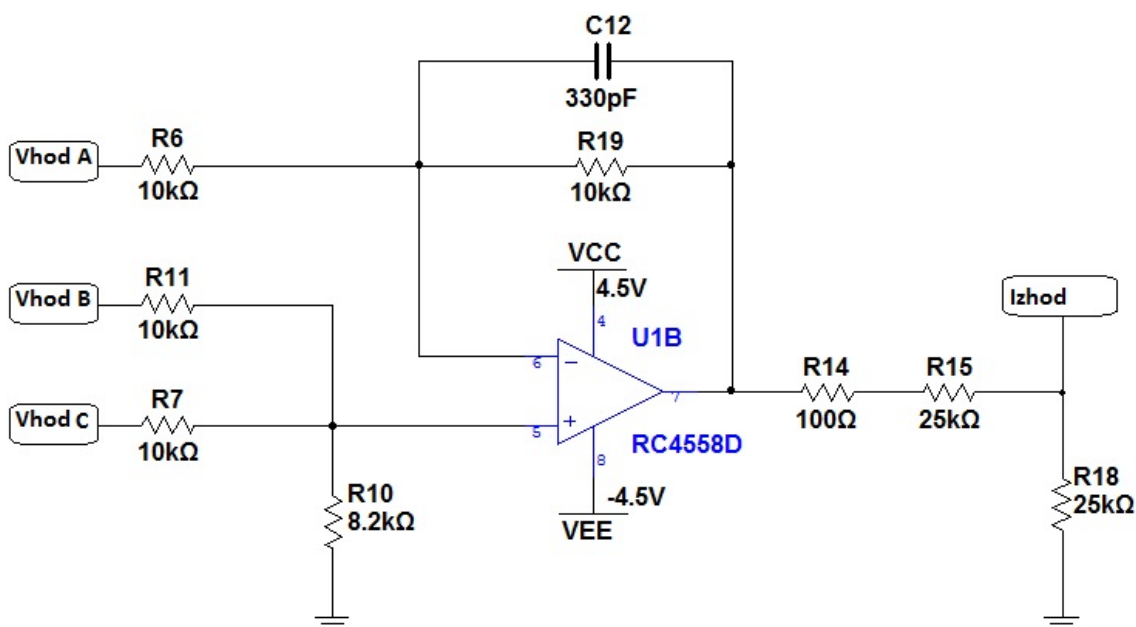 C12
330pF
R19
10kΩ
Vhod A
R6
10kΩ
VCC
4.5V
4
U1B
R11
Vhod B
10kΩ
6
7
Izhod
R7
Vhod C
10kΩ
5
R14
100Ω
R15
25kΩ
RC4558D
8
-4.5V
VEE
R10
8.2kΩ
R18
25kΩ